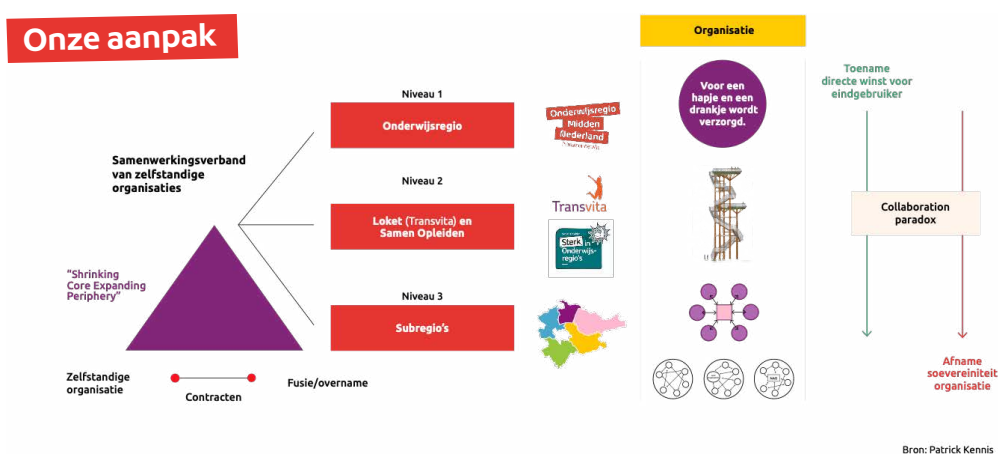 Onze aanpak
Samenwerkingsverband
van zelfstandige
organisaties
"Shrinking
Core Expanding
Periphery"
Zelfstandige
organisatie
Contracten
Fusie/overname
Niveau 1
Onderwijsregio
Niveau 2
Loket (Transvita) en
Samen Opleiden
Niveau 3
Subregio's
Onderwijsregio
Midden
Nederland
Transvita
Sterk in
Onderwijs-
regio's
Organisatie
Voor een
hapje en een
drankje wordt
verzorgd.
Toename
directe winst voor
eindgebruiker
Collaboration
paradox
Afname
soevereiniteit
organisatie
Bron: Patrick Kennis